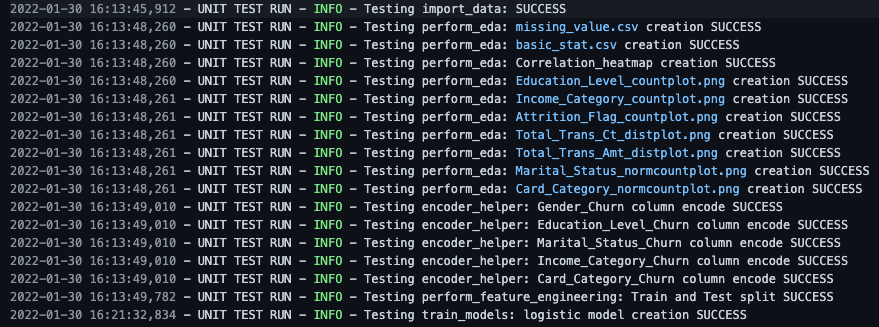 2022-01-30 16:13:45,912 - UNIT TEST RUN - INFO - Testing import_data: SUCCESS
2022-01-30 16:13:48,260 - UNIT TEST RUN - INFO - Testing perform_eda: missing_value.csv creation SUCCESS
2022-01-30 16:13:48,260 - UNIT TEST RUN - INFO - Testing perform_eda: basic_stat.csv creation SUCCESS
2022-01-30 16:13:48,260 - UNIT TEST RUN - INFO - Testing perform_eda: Correlation_heatmap creation SUCCESS
2022-01-30 16:13:48,260 - UNIT TEST RUN - INFO - Testing perform_eda: Education_Level_countplot.png creation SUCCESS
2022-01-30 16:13:48,261 - UNIT TEST RUN - INFO - Testing perform_eda: Income_Category_countplot.png creation SUCCESS
2022-01-30 16:13:48,261 - UNIT TEST RUN - INFO - Testing perform_eda: Attrition_Flag_countplot.png creation SUCCESS
2022-01-30 16:13:48,261 - UNIT TEST RUN - INFO - Testing perform_eda: Total_Trans_Ct_distplot.png creation SUCCESS
2022-01-30 16:13:48,261 - UNIT TEST RUN - INFO - Testing perform_eda: Total_Trans_Amt_distplot.png creation SUCCESS
2022-01-30 16:13:48,261 - UNIT TEST RUN - INFO - Testing perform_eda: Marital_Status_normcountplot.png creation SUCCESS
2022-01-30 16:13:48,261 - UNIT TEST RUN - INFO - Testing perform_eda: Card_Category_normcountplot.png creation SUCCESS
2022-01-30 16:13:49,010 - UNIT TEST RUN - INFO - Testing encoder_helper: Gender_Churn column encode SUCCESS
2022-01-30 16:13:49,010 - UNIT TEST RUN - INFO - Testing encoder_helper: Education_Level_Churn column encode SUCCESS
2022-01-30 16:13:49,010 - UNIT TEST RUN - INFO - Testing encoder_helper: Marital_Status_Churn column encode SUCCESS
2022-01-30 16:13:49,010 - UNIT TEST RUN - INFO - Testing encoder_helper: Income_Category_Churn column encode SUCCESS
2022-01-30 16:13:49,010 - UNIT TEST RUN - INFO - Testing encoder_helper: Card_Category_Churn column encode SUCCESS
2022-01-30 16:13:49,782 - UNIT TEST RUN - INFO - Testing perform_feature_engineering: Train and Test split SUCCESS
2022-01-30 16:21:32,834 - UNIT TEST RUN - INFO - Testing train_models: logistic model creation SUCCESS